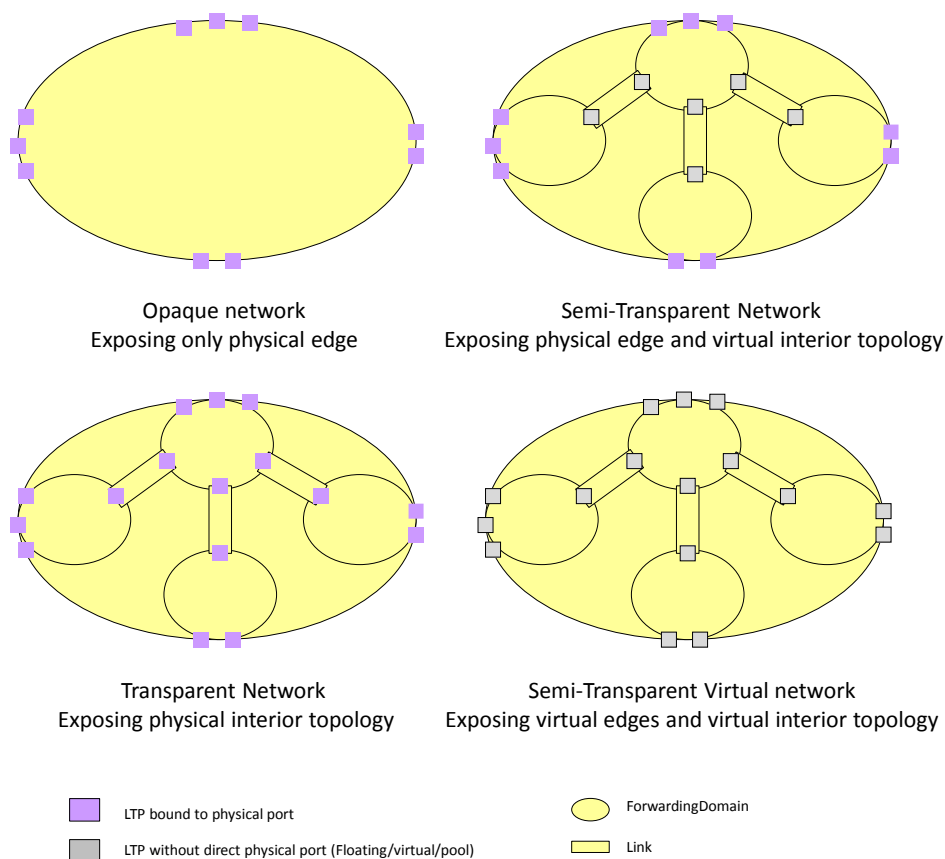 Opaque network
Exposing only physical edge
Semi-Transparent Network
Exposing physical edge and virtual interior topology
Transparent Network
Exposing physical interior topology
Semi-Transparent Virtual network
Exposing virtual edges and virtual interior topology
LTP bound to physical port
ForwardingDomain
LTP without direct physical port (Floating/virtual/pool)
Link